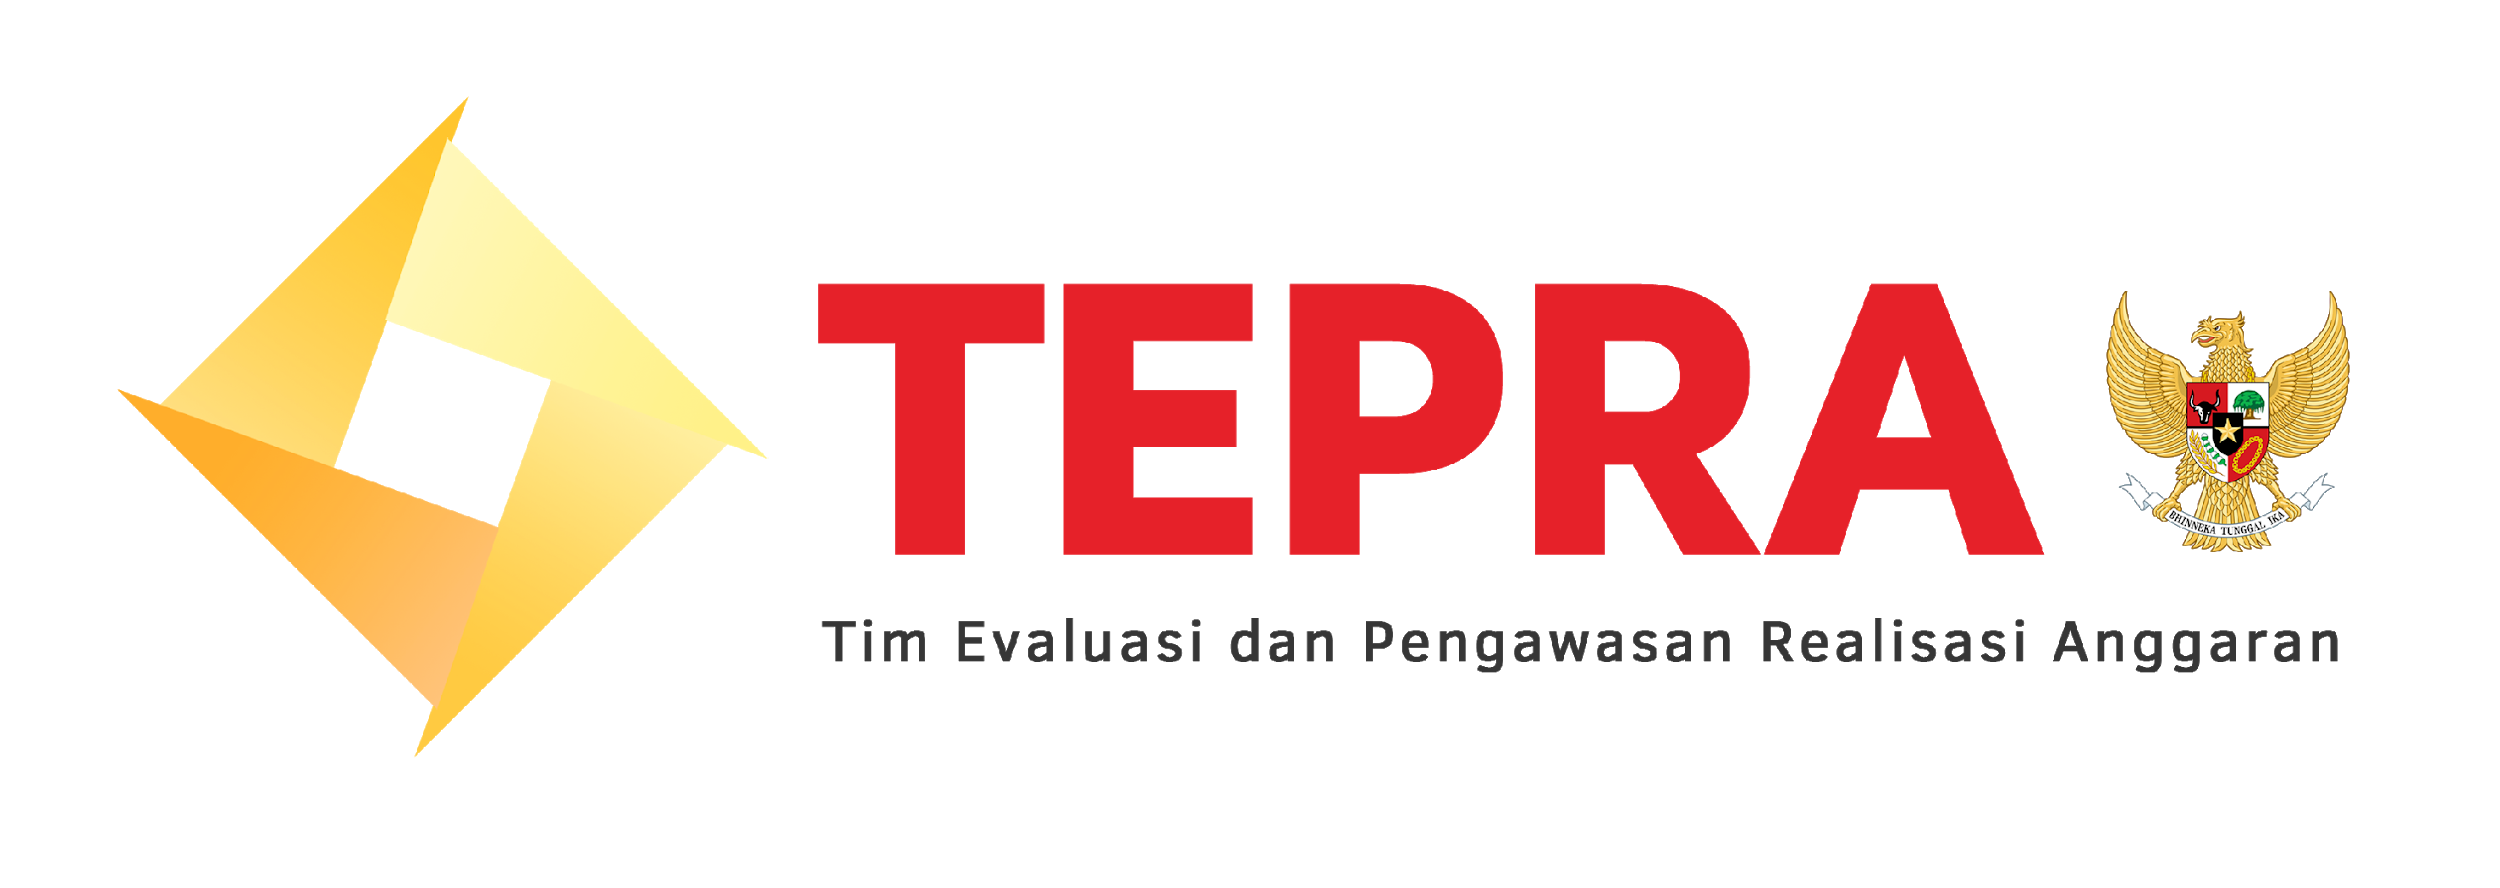 TEPRA
BHINNEKA TUNGGAL IKA
Tim Evaluasi dan Pengawasan Realisasi Anggaran